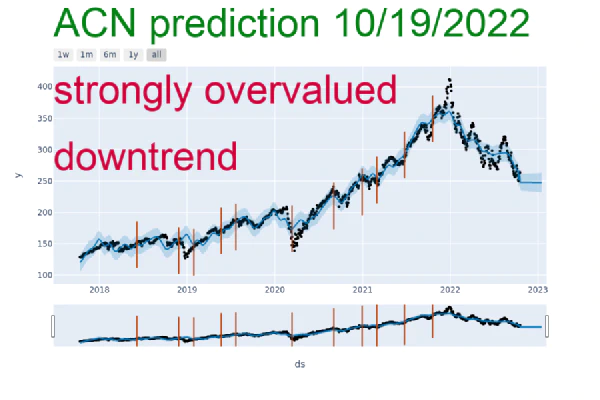 ACN prediction 10/19/2022
1w 1m 6m 1y all
strongly overvalued
downtrend
y
400
350
300
250
200
150
100
2018 2019 2020 2021 2022 2023
ds